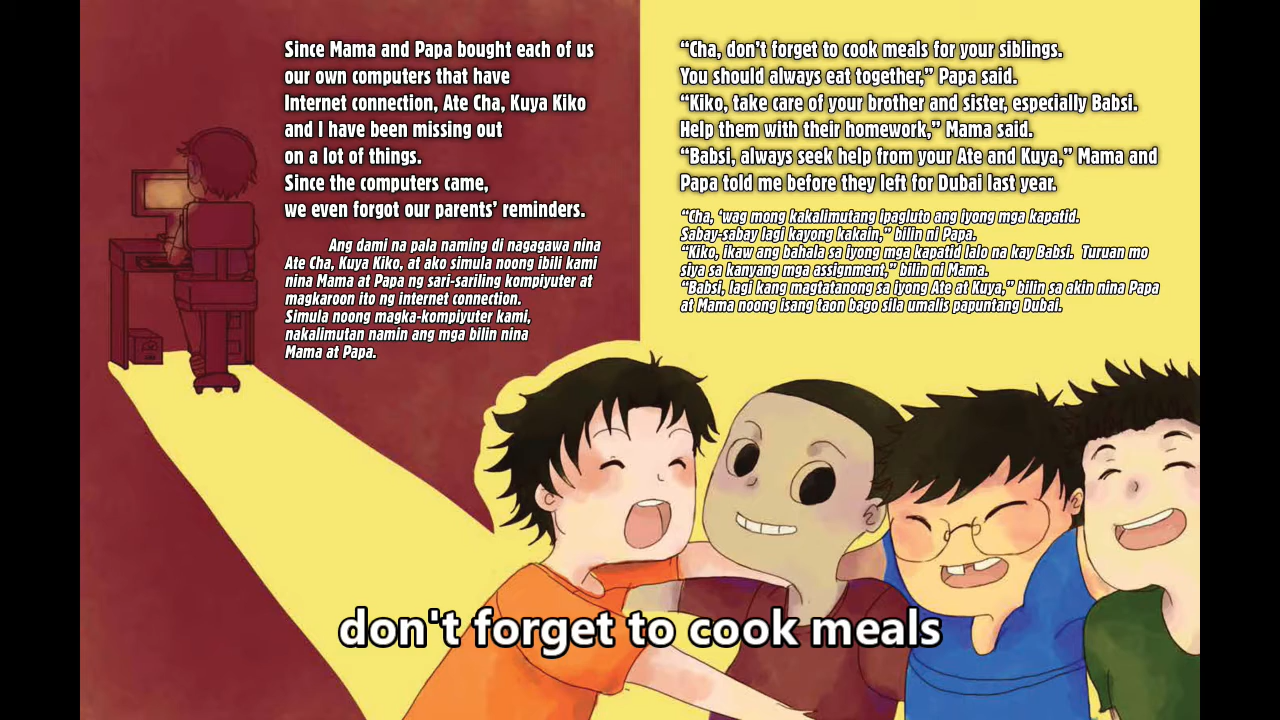 Since Mama and Papa bought each of us
our own computers that have
Internet connection, Ate Cha, Kuya Kiko
and I have been missing out
on a lot of things.
Since the computers came,
we even forgot our parents’ reminders.
Ang dami na pala naming di nagagawa nina
Ate Cha, Kuya Kiko, at ako simula noong ibili kami
nina Mama at Papa ng sari-sariling kompiyuter at
magkaroon ito ng internet connection.
Simula noong magka-kompiyuter kami,
nakalimutan namin ang mga bilin nina
Mama at Papa.
“Cha, don’t forget to cook meals for your siblings.
You should always eat together,” Papa said.
“Kiko, take care of your brother and sister, especially Babsi.
Help them with their homework,” Mama said.
“Babsi, always seek help from your Ate and Kuya,” Mama and
Papa told me before they left for Dubai last year.
“Cha, ‘wag mong kakalimutang ipagluto ang iyong mga kapatid.
Sabay-sabay lagi kayong kakain,” bilin ni Papa.
“Kiko, ikaw ang bahala sa iyong mga kapatid lalo na kay Babsi. Turuan mo
siya sa kanyang mga assignment,” bilin ni Mama.
“Babsi, lagi kang magtatanong sa iyong Ate at Kuya,” bilin sa akin nina Papa
at Mama noong isang taon bago sila umalis papuntang Dubai.
don't forget to cook meals